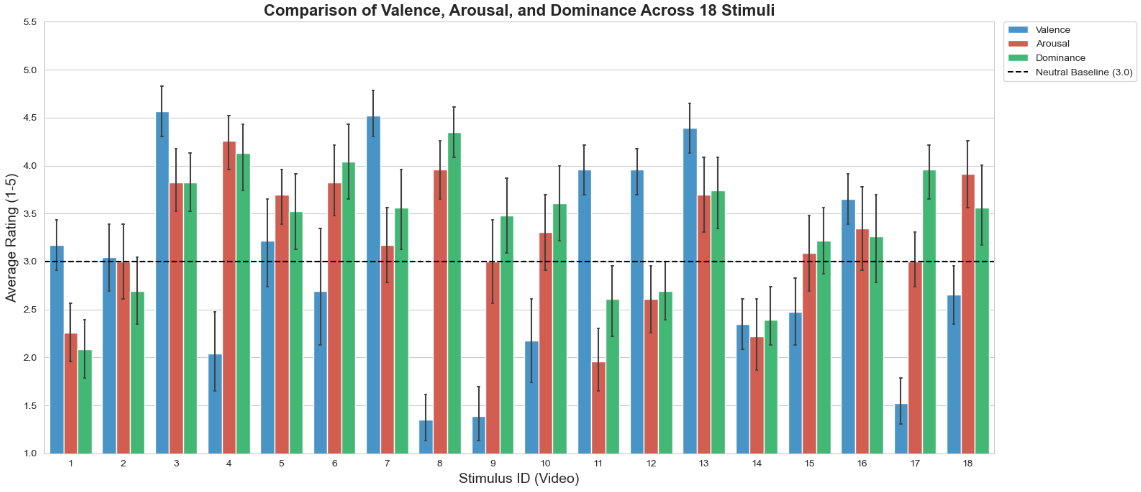 Comparison of Valence, Arousal, and Dominance Across 18 Stimuli
Valence
Arousal
Dominance
Neutral Baseline (3.0)
Average Rating (1-5)
5.5
5.0
4.5
4.0
3.5
3.0
2.5
2.0
1.5
1.0
1 2 3 4 5 6 7 8 9 10 11 12 13 14 15 16 17 18
Stimulus ID (Video)